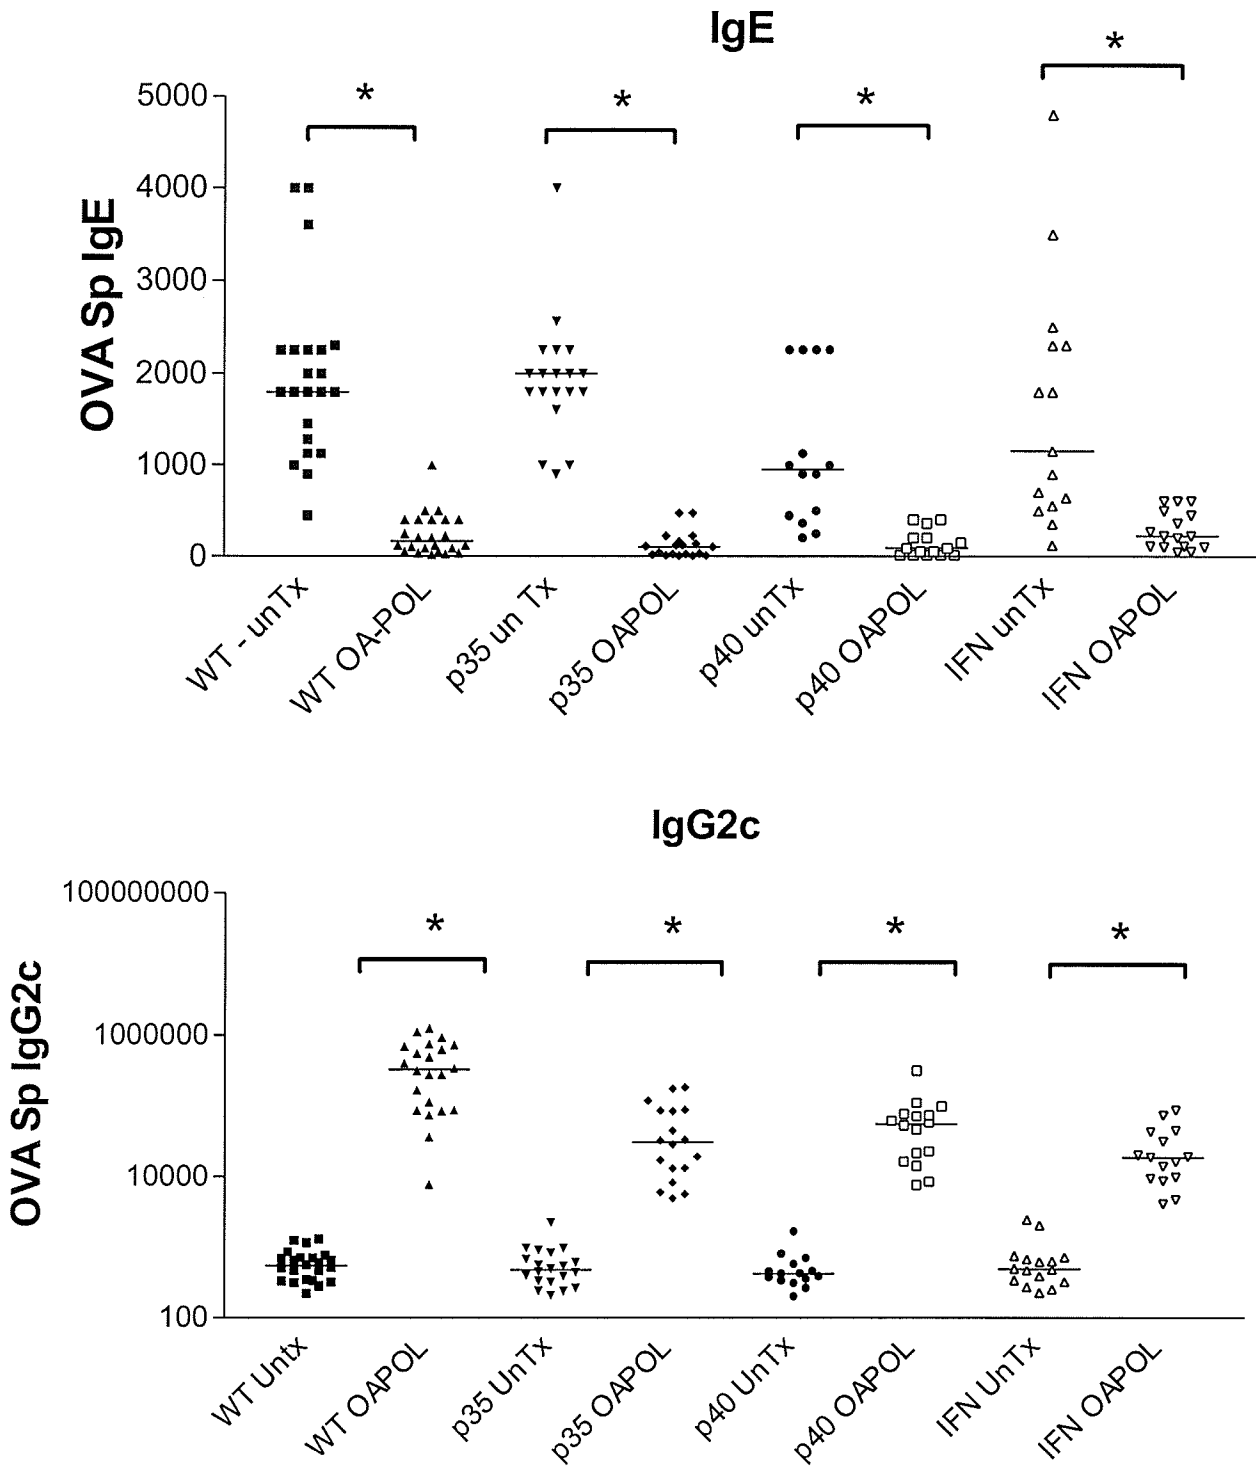 IgE
*
*
*
*
5000
4000
3000
2000
1000
0
OVA Sp IgE
WT - unTx
WT OA-POL
p35 un Tx
p35 OAPOL
p40 unTx
p40 OAPOL
IFN unTx
IFN OAPOL
IgG2c
100000000
1000000
10000
100
OVA Sp IgG2c
*
*
*
*
WT Untx
WT OAPOL
p35 UnTx
p35 OAPOL
p40 UnTx
p40 OAPOL
IFN UnTx
IFN OAPOL